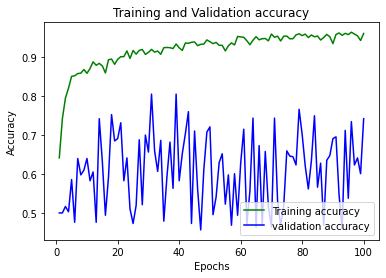 Training and Validation accuracy
Accuracy
0.9
0.8
0.7
0.6
0.5
Training accuracy
validation accuracy
0
20
40
60
80
100
Epochs